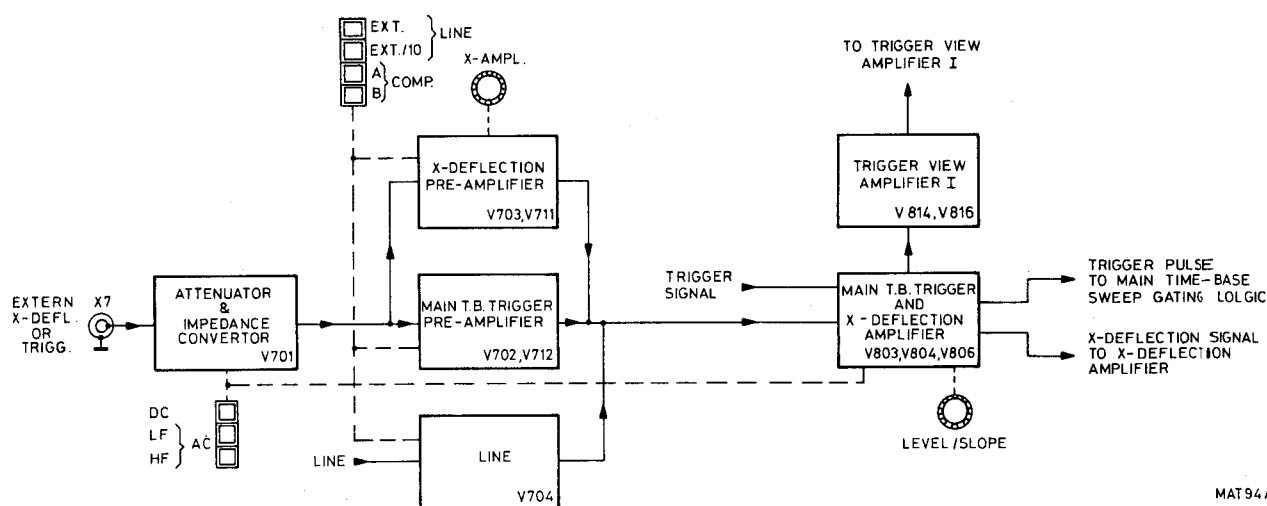 EXT.
EXT./10
LINE
A
B
COMP.
X-AMPL.
TO TRIGGER VIEW
AMPLIFIER I
X-DEFLECTION
PRE-AMPLIFIER
V703,V711
TRIGGER VIEW
AMPLIFIER I
V814,V816
EXTERN
X-DEFL.
OR
TRIGG.
X7
ATTENUATOR
&
IMPEDANCE
CONVERTOR
V701
MAIN T.B. TRIGGER
PRE-AMPLIFIER
V702,V712
TRIGGER
SIGNAL
MAIN T.B. TRIGGER
AND
X-DEFLECTION
AMPLIFIER
V803,V804,V806
TRIGGER PULSE
TO MAIN TIME-BASE
SWEEP GATING LOLGIC
X-DEFLECTION SIGNAL
TO X-DEFLECTION
AMPLIFIER
DC
LF
HF
AC
LINE
LINE
V704
LEVEL/SLOPE